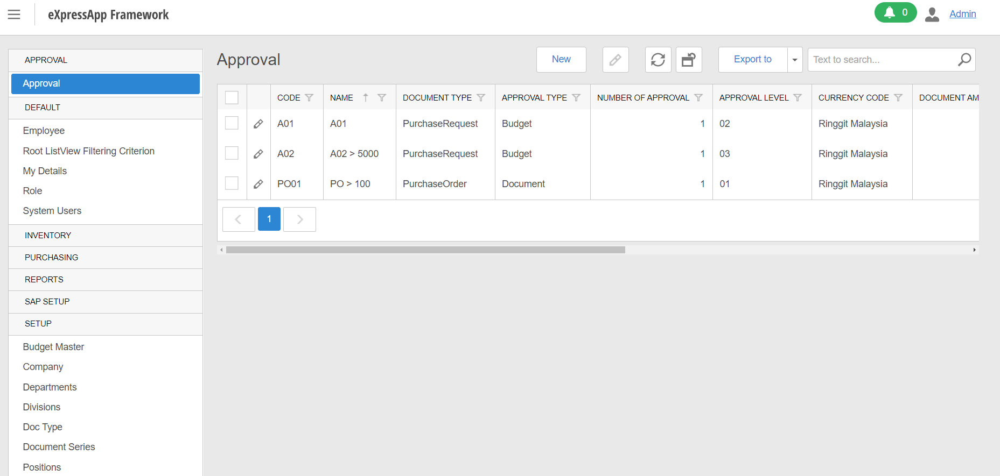 eXpressApp Framework
0
Admin
APPROVAL
Approval
DEFAULT
Employee
Root ListView Filtering Criterion
My Details
Role
System Users
INVENTORY
PURCHASING
REPORTS
SAP SETUP
SETUP
Budget Master
Company
Departments
Divisions
Doc Type
Document Series
Positions
Approval
New
Export to
Text to search...
CODE NAME DOCUMENT TYPE APPROVAL TYPE NUMBER OF APPROVAL APPROVAL LEVEL CURRENCY CODE DOCUMENT AM
A01 A01 PurchaseRequest Budget 1 02 Ringgit Malaysia
A02 A02 > 5000 PurchaseRequest Budget 1 03 Ringgit Malaysia
PO01 PO > 100 PurchaseOrder Document 1 01 Ringgit Malaysia
1